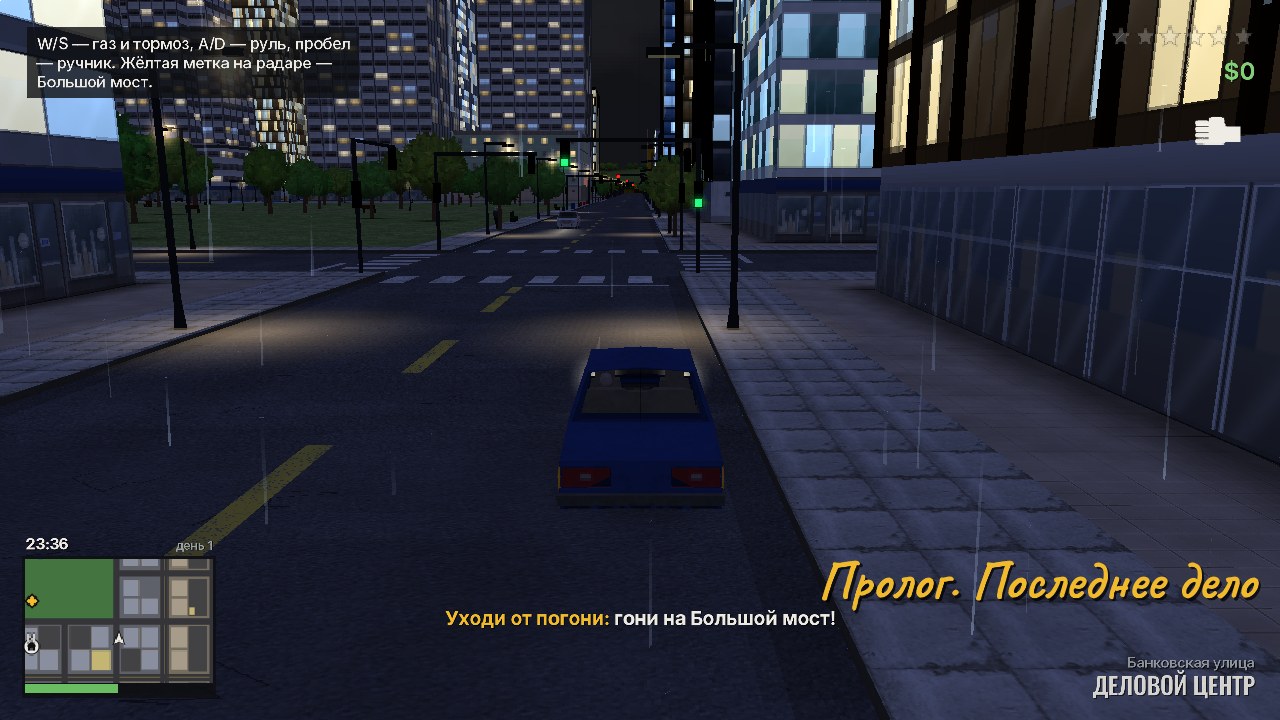 W/S — газ и тормоз, A/D — руль, пробел
— ручник. Жёлтая метка на радаре —
Большой мост.
$0
23:36
день 1
Пролог. Последнее дело
Уходи от погони: гони на Большой мост!
Банковская улица
ДЕЛОВОЙ ЦЕНТР